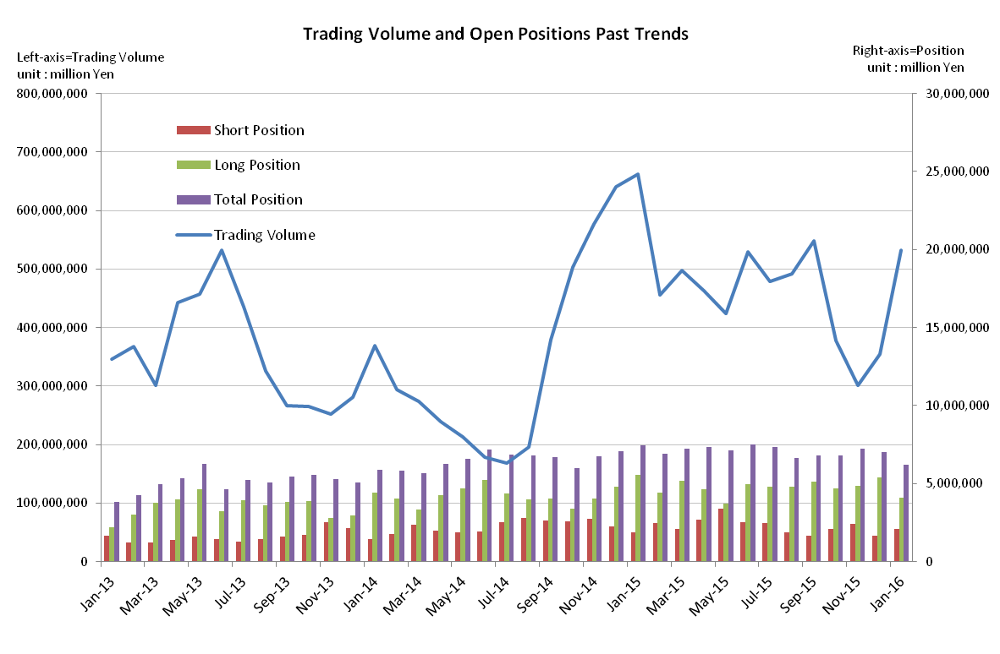 Trading Volume and Open Positions Past Trends
Left-axis=Trading Volume
unit : million Yen
Right-axis=Position
unit : million Yen
800,000,000
700,000,000
600,000,000
500,000,000
400,000,000
300,000,000
200,000,000
100,000,000
0
Short Position
Long Position
Total Position
Trading Volume
30,000,000
25,000,000
20,000,000
15,000,000
10,000,000
5,000,000
0
Jan-13
Mar-13
May-13
Jul-13
Sep-13
Nov-13
Jan-14
Mar-14
May-14
Jul-14
Sep-14
Nov-14
Jan-15
Mar-15
May-15
Jul-15
Sep-15
Nov-15
Jan-16